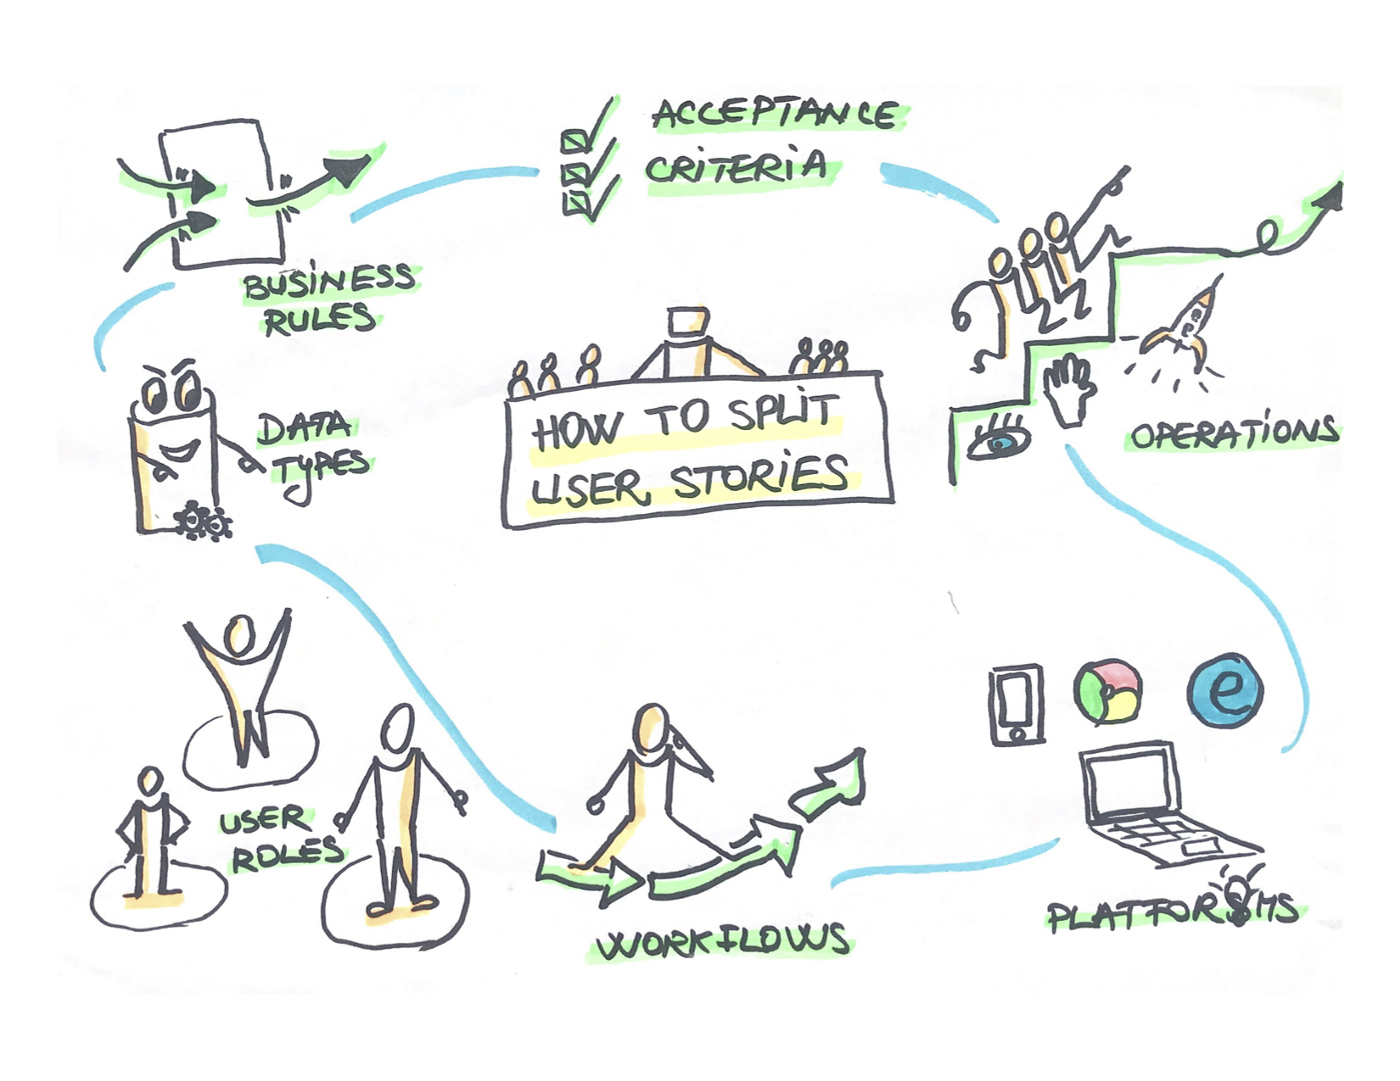 ACCEPTANCE
CRITERIA
BUSINESS
RULES
HOW TO SPLIT
USER STORIES
DATA
TYPES
OPERATIONS
e
USER
ROLES
WORKFLOWS
PLATFORMS